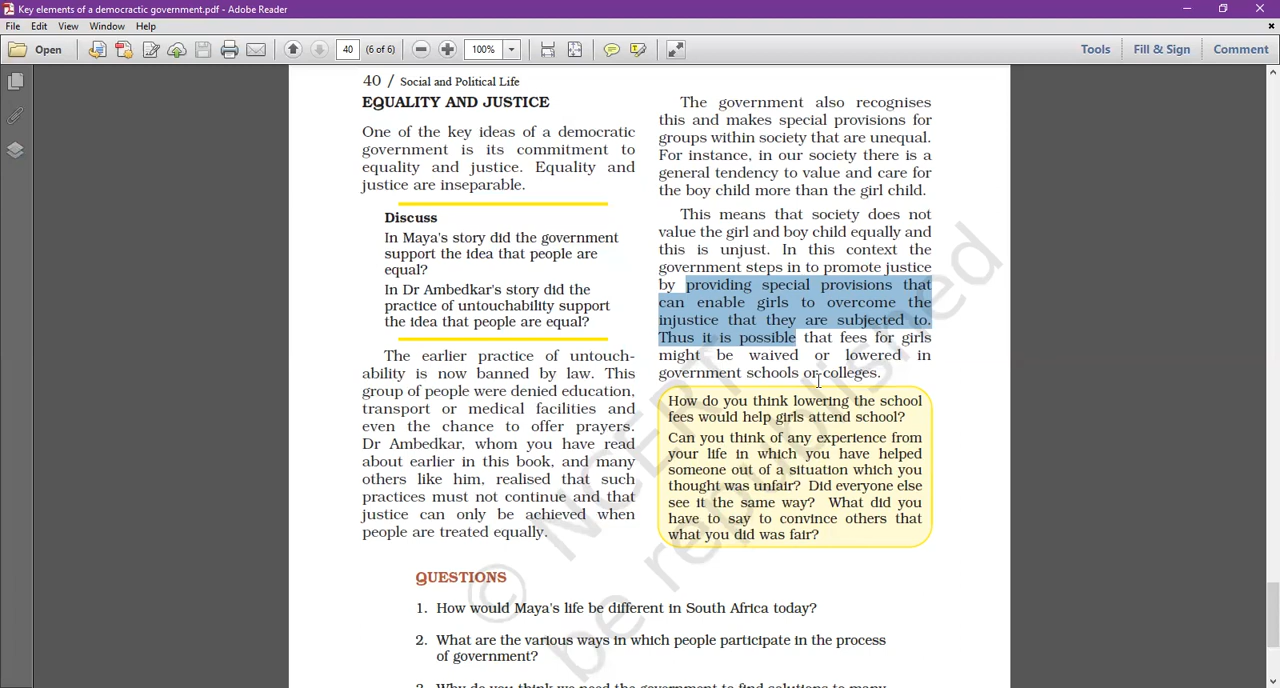 Key elements of a democractic government.pdf - Adobe Reader
File Edit View Window Help
Open 40 (6 of 6) 100% Tools Fill & Sign Comment
40 / Social and Political Life
EQUALITY AND JUSTICE
One of the key ideas of a democratic
government is its commitment to
equality and justice. Equality and
justice are inseparable.
Discuss
In Maya's story did the government
support the idea that people are
equal?
In Dr Ambedkar's story did the
practice of untouchability support
the idea that people are equal?
The earlier practice of untouch-
ability is now banned by law. This
group of people were denied education,
transport or medical facilities and
even the chance to offer prayers.
Dr Ambedkar, whom you have read
about earlier in this book, and many
others like him, realised that such
practices must not continue and that
justice can only be achieved when
people are treated equally.
The government also recognises
this and makes special provisions for
groups within society that are unequal.
For instance, in our society there is a
general tendency to value and care for
the boy child more than the girl child.
This means that society does not
value the girl and boy child equally and
this is unjust. In this context the
government steps in to promote justice
by providing special provisions that
can enable girls to overcome the
injustice that they are subjected to.
Thus it is possible that fees for girls
might be waived or lowered in
government schools or colleges.
How do you think lowering the school
fees would help girls attend school?
Can you think of any experience from
your life in which you have helped
someone out of a situation which you
thought was unfair? Did everyone else
see it the same way? What did you
have to say to convince others that
what you did was fair?
QUESTIONS
1. How would Maya's life be different in South Africa today?
2. What are the various ways in which people participate in the process
of government?
3. Why do you think we need the government to find solutions to many
© NCERT
be republished